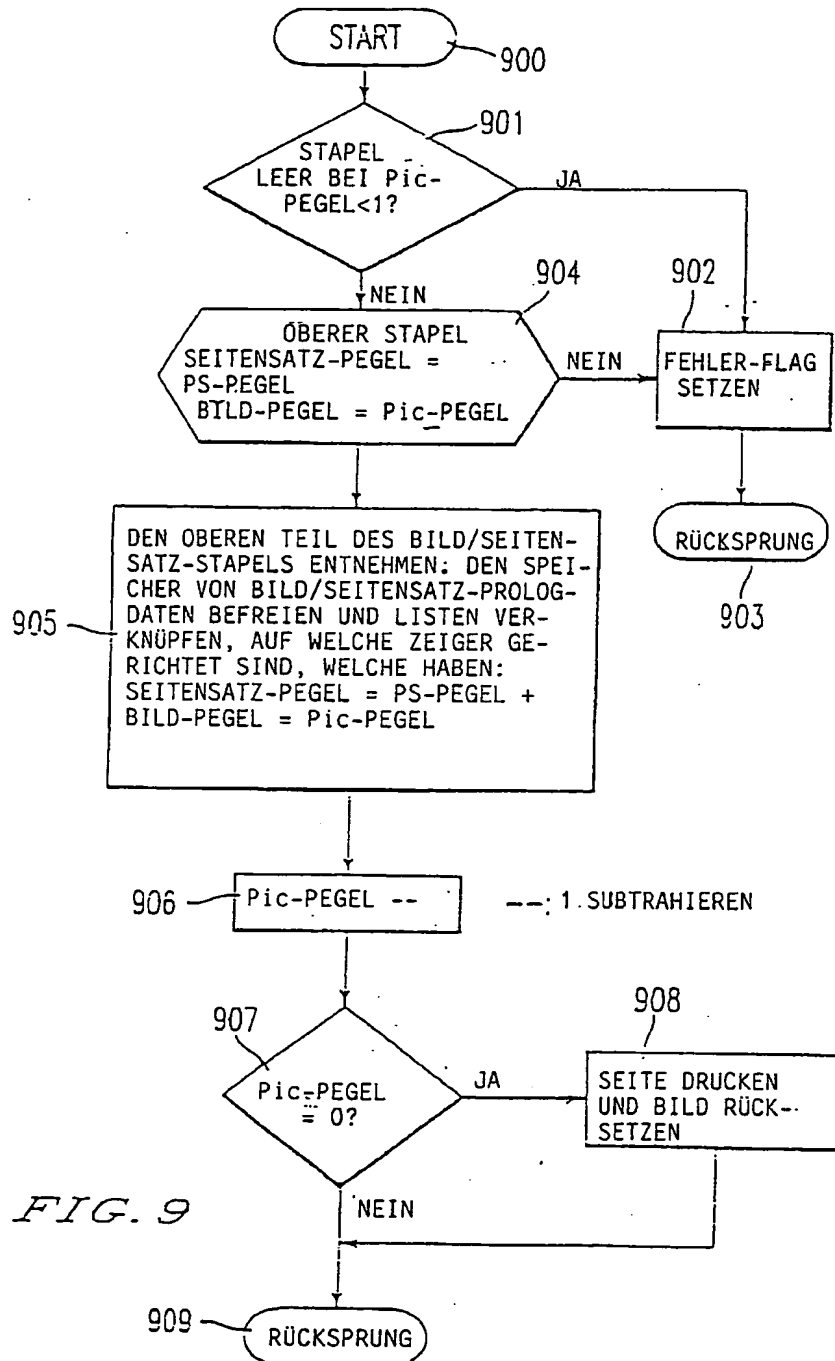 START
900
901
STAPEL
LEER BEI Pic-
PEGEL<1?
JA
NEIN
904
902
OBERER STAPEL
SEITENSATZ-PEGEL =
PS-PEGEL
BILD-PEGEL = Pic-PEGEL
NEIN
FEHLER-FLAG
SETZEN
RÜCKSPRUNG
903
905
DEN OBEREN TEIL DES BILD/SEITEN-
SATZ-STAPELS ENTNEHMEN: DEN SPEI-
CHER VON BILD/SEITENSATZ-PROLOG-
DATEN BEFREIEN UND LISTEN VER-
KNÜPFEN, AUF WELCHE ZEIGER GE-
RICHTET SIND, WELCHE HABEN:
SEITENSATZ-PEGEL = PS-PEGEL +
BILD-PEGEL = Pic-PEGEL
906
Pic-PEGEL --
--: 1 SUBTRAHIEREN
907
Pic-PEGEL
= 0?
JA
908
SEITE DRUCKEN
UND BILD RÜCK-
SETZEN
NEIN
FIG. 9
909
RÜCKSPRUNG